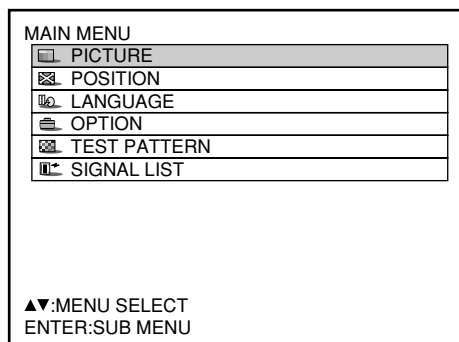 MAIN MENU
PICTURE
POSITION
LANGUAGE
OPTION
TEST PATTERN
SIGNAL LIST
▲▼:MENU SELECT
ENTER:SUB MENU